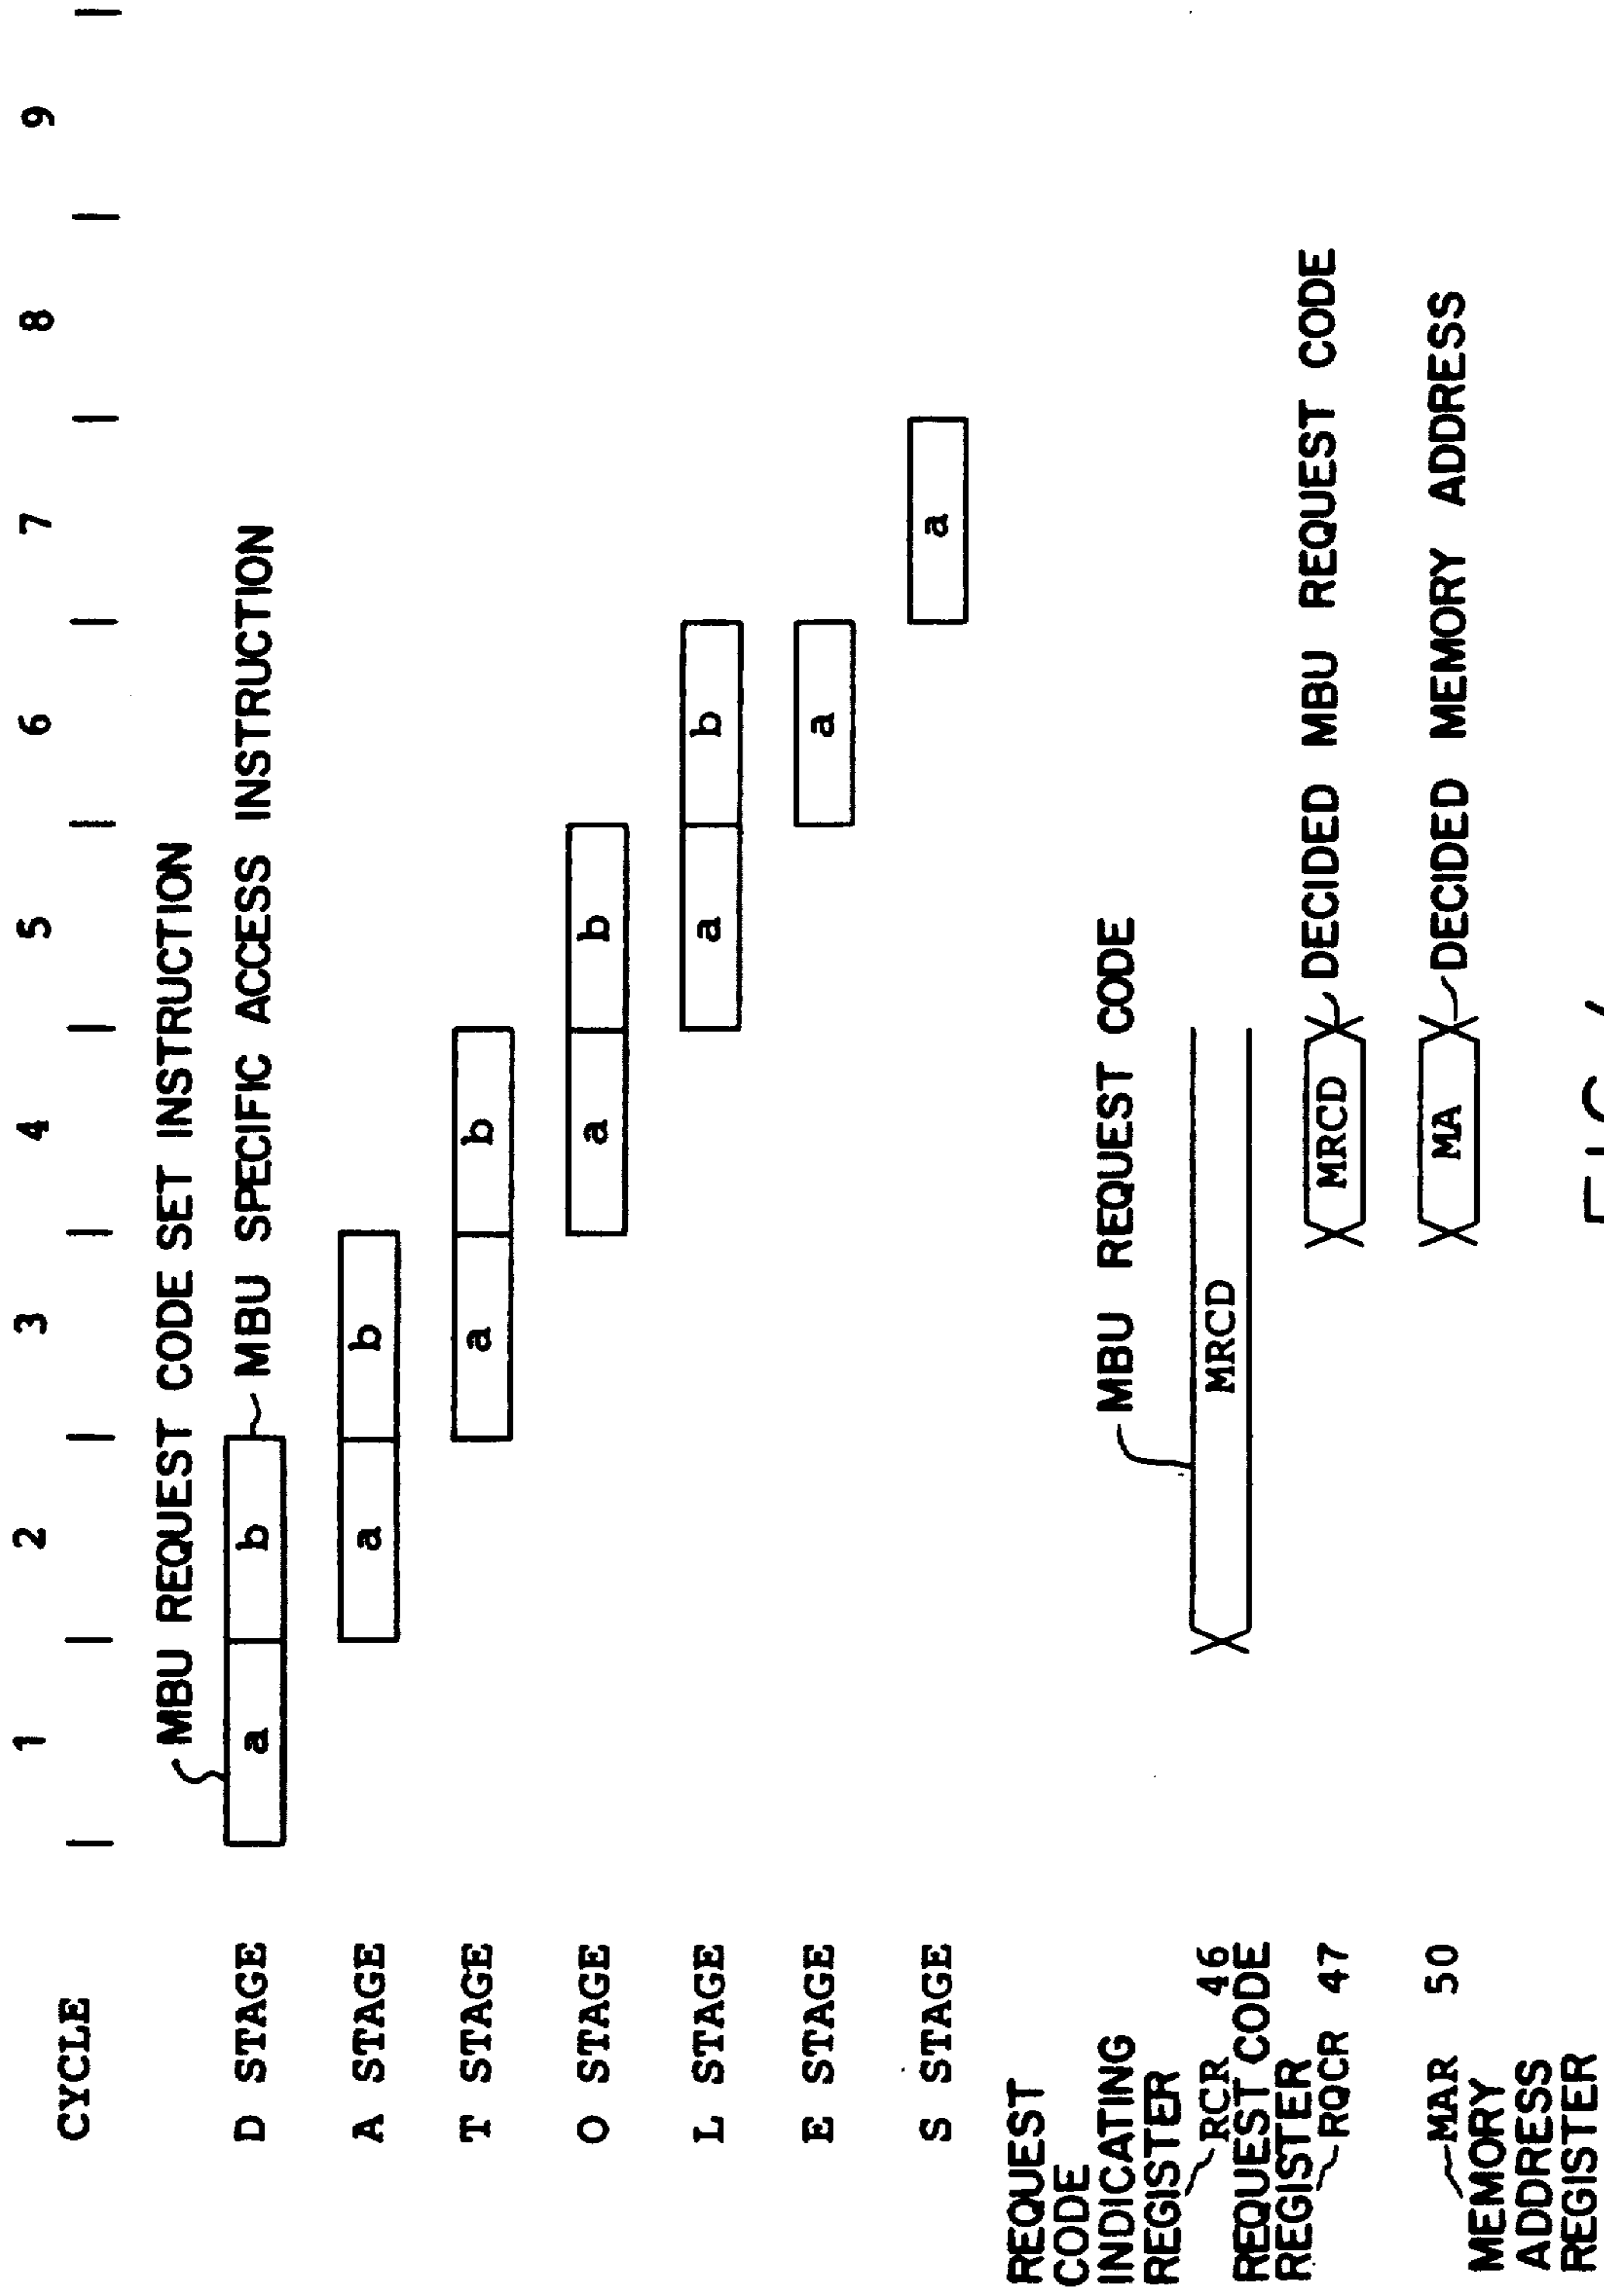 CYCLE 1 2 3 4 5 6 7 8 9
MBU REQUEST CODE SET INSTRUCTION
D STAGE a b MBU SPECIFIC ACCESS INSTRUCTION
A STAGE a b
T STAGE a b
O STAGE a b
L STAGE a b
E STAGE a
S STAGE a
REQUEST
CODE
INDICATING
REGISTER
MBU REQUEST CODE
RCR 46 MRCD
REQUEST CODE
REGISTER
RQCR 47 MRCD DECIDED MBU REQUEST CODE
MAR 50 MA DECIDED MEMORY ADDRESS
MEMORY
ADDRESS
REGISTER